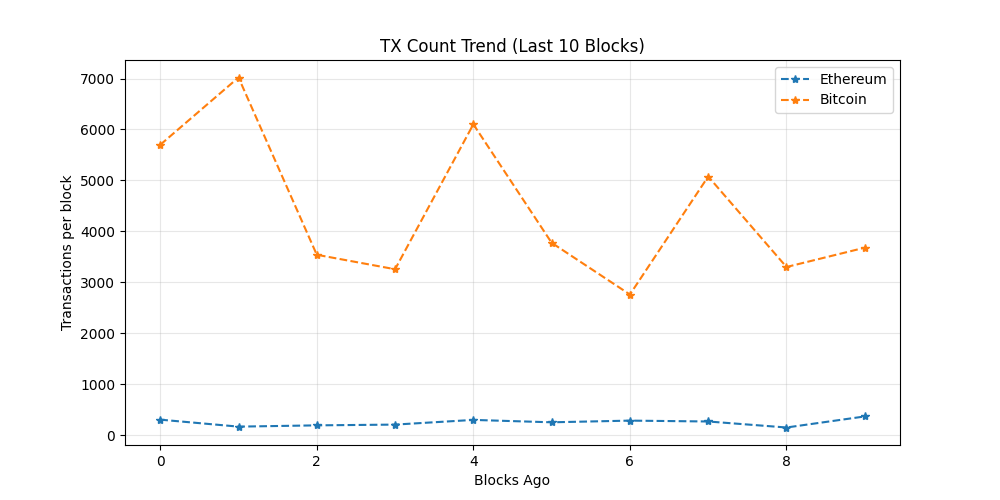 TX Count Trend (Last 10 Blocks)
Ethereum
Bitcoin
Transactions per block
7000
6000
5000
4000
3000
2000
1000
0
0 2 4 6 8
Blocks Ago